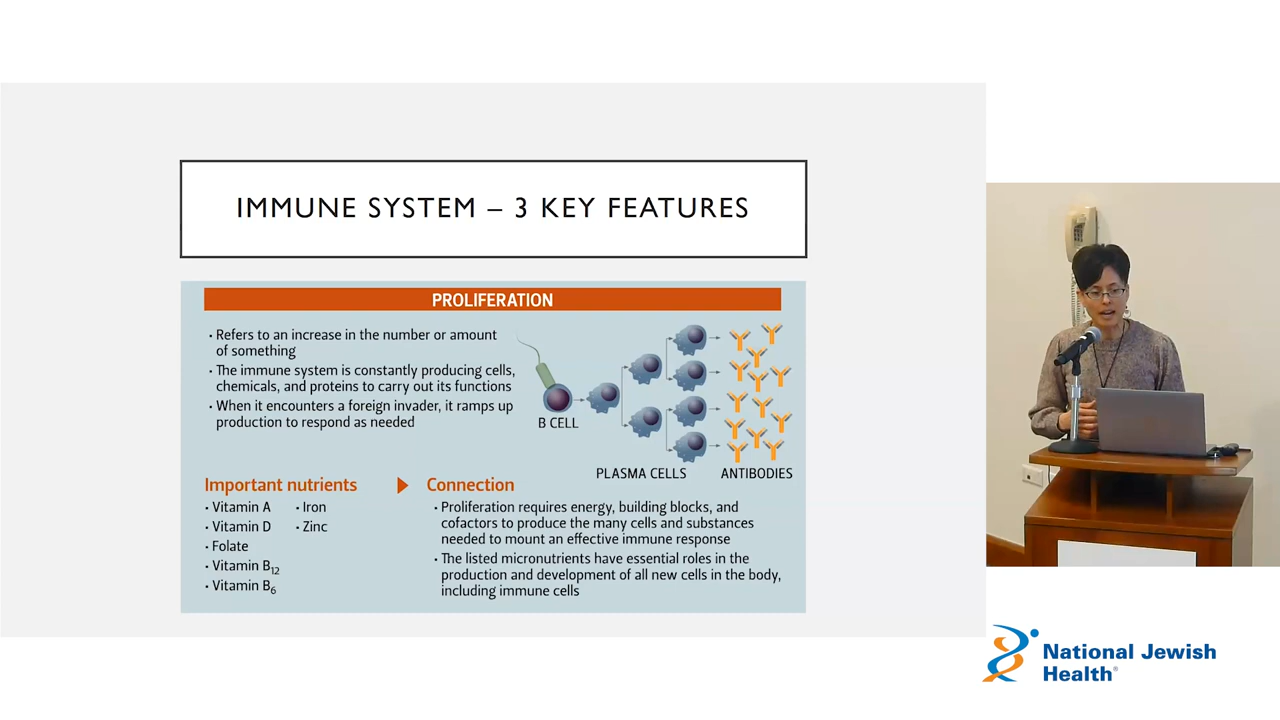 IMMUNE SYSTEM – 3 KEY FEATURES
PROLIFERATION
• Refers to an increase in the number or amount
of something
• The immune system is constantly producing cells,
chemicals, and proteins to carry out its functions
• When it encounters a foreign invader, it ramps up
production to respond as needed
B CELL
PLASMA CELLS
ANTIBODIES
Important nutrients
• Vitamin A
• Vitamin D
• Folate
• Vitamin B₁₂
• Vitamin B₆
• Iron
• Zinc
Connection
• Proliferation requires energy, building blocks, and
cofactors to produce the many cells and substances
needed to mount an effective immune response
• The listed micronutrients have essential roles in the
production and development of all new cells in the body,
including immune cells
National Jewish
Health®